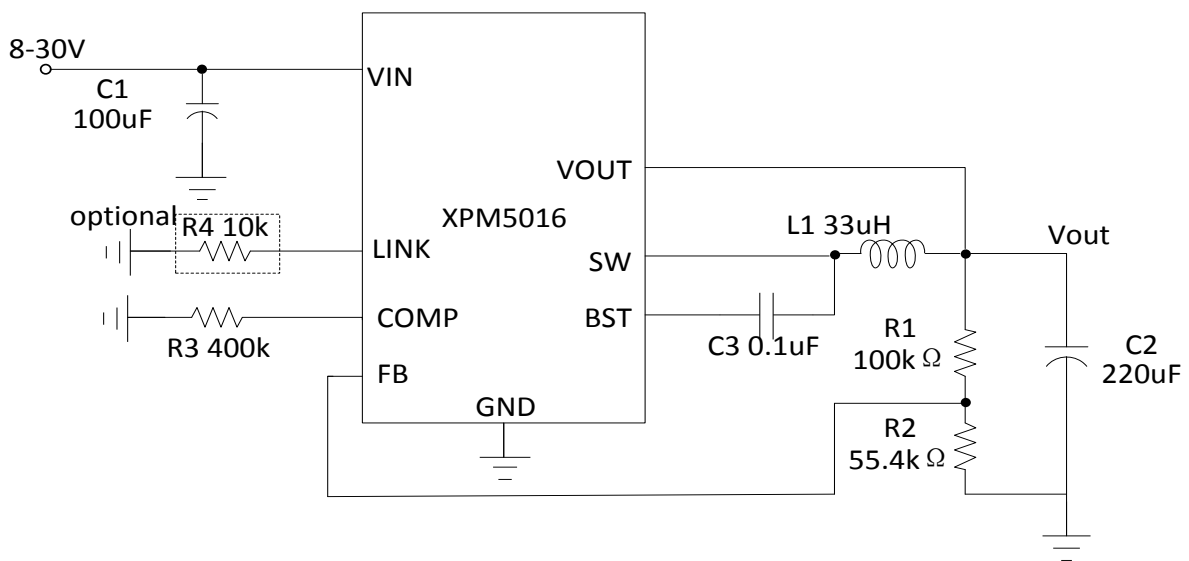 8-30V
C1
100uF
VIN
VOUT
optional
R4 10k
XPM5016
L1 33uH
Vout
LINK
SW
COMP
BST
R3 400k
C3 0.1uF
R1
100k Ω
C2
220uF
FB
GND
R2
55.4k Ω